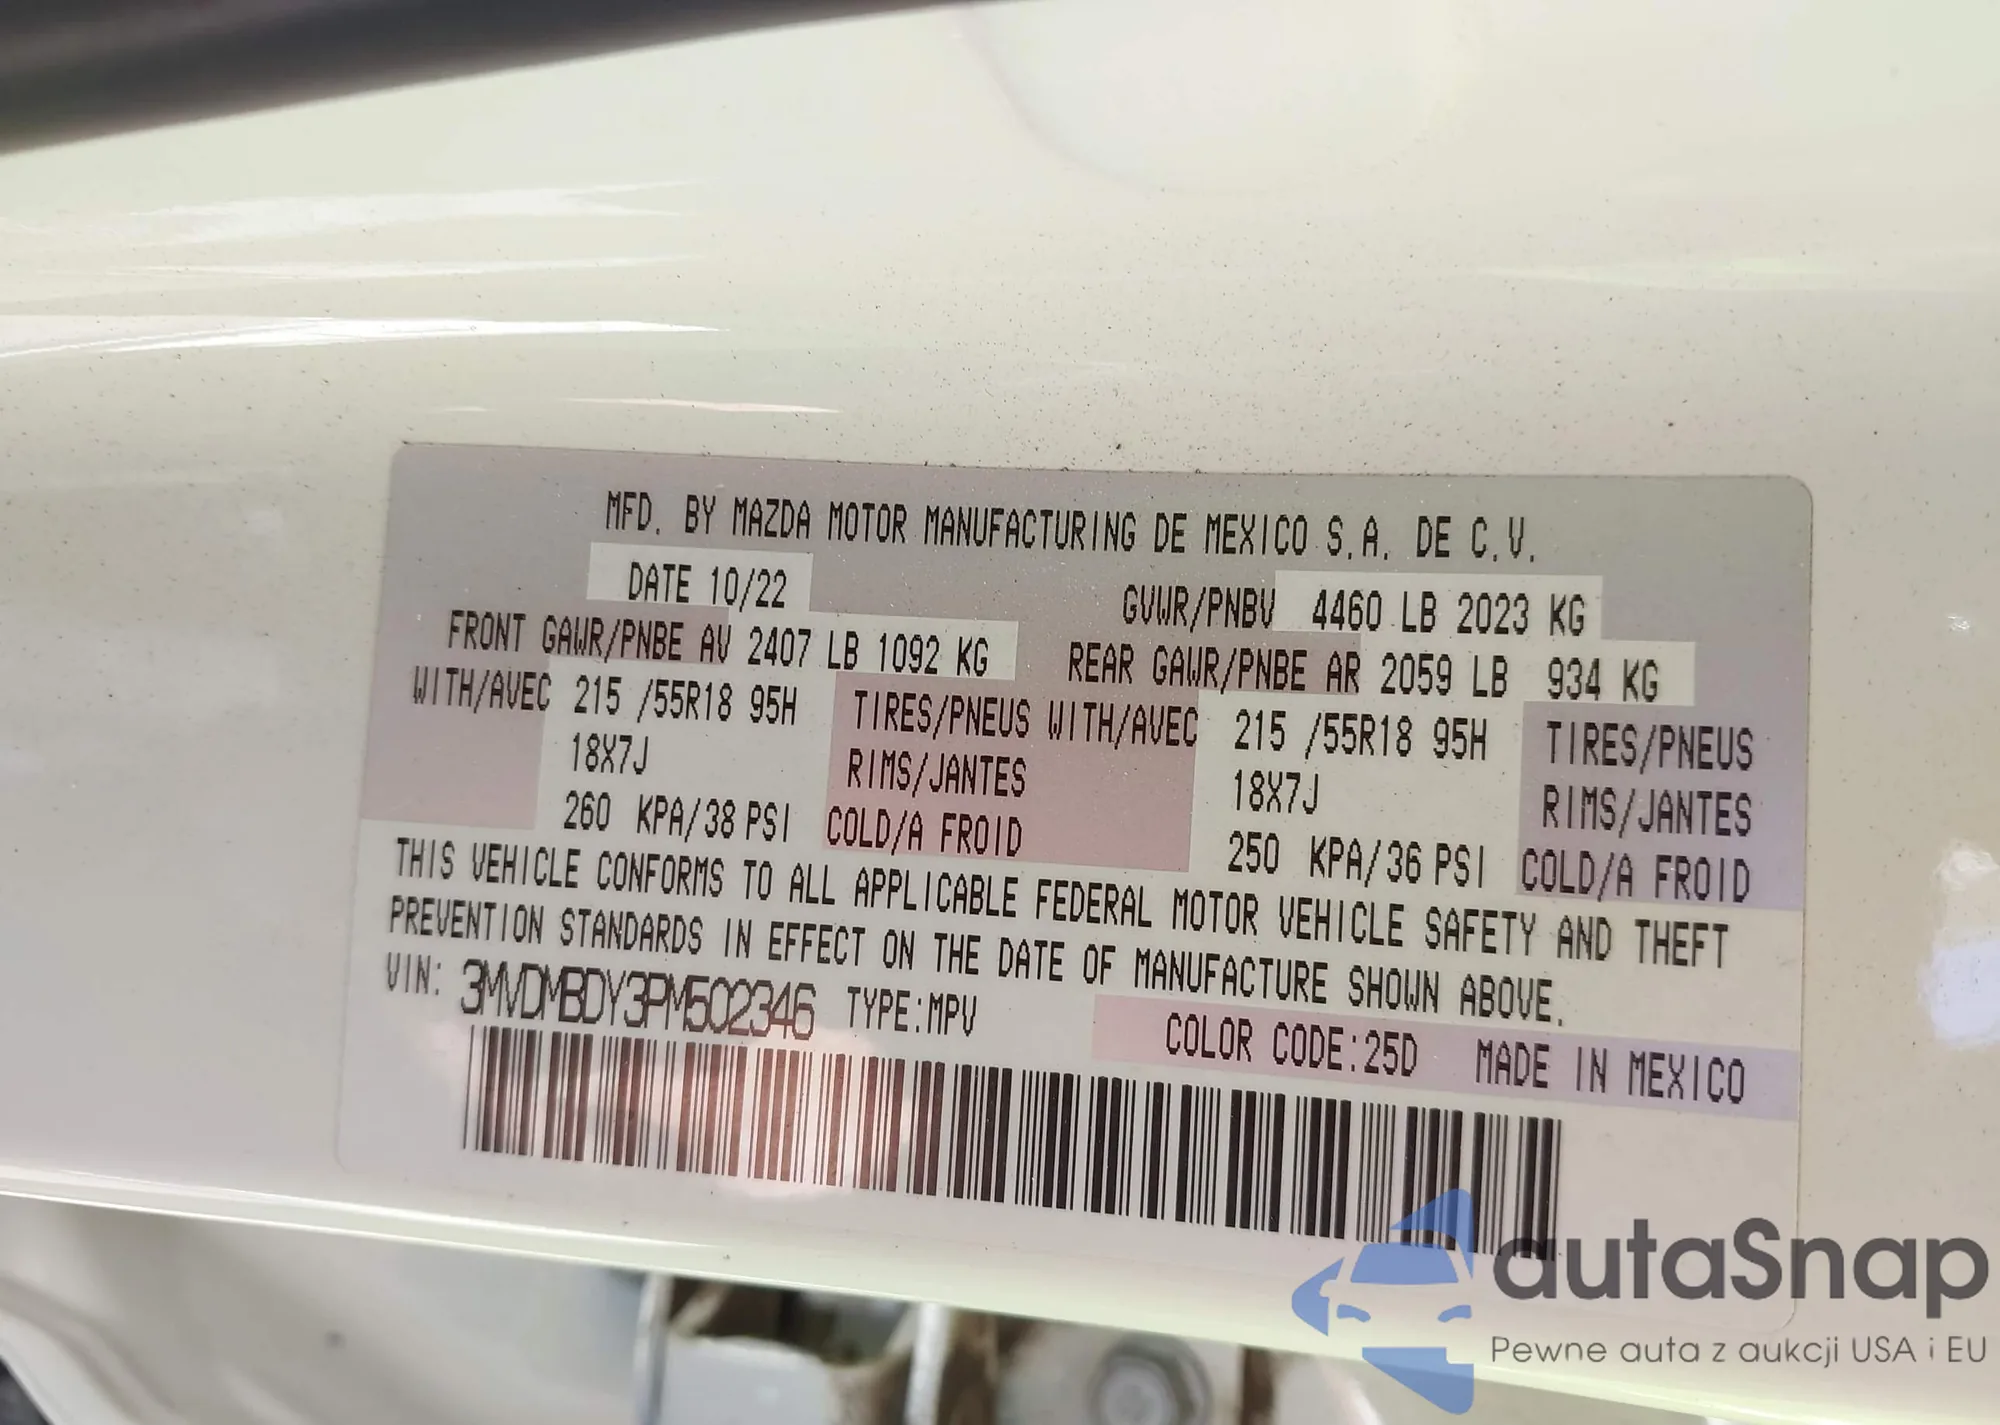 MFD. BY MAZDA MOTOR MANUFACTURING DE MEXICO S.A. DE C.V.
DATE 10/22 GVWR/PNBV 4460 LB 2023 KG
FRONT GAWR/PNBE AV 2407 LB 1092 KG REAR GAWR/PNBE AR 2059 LB 934 KG
WITH/AVEC 215 /55R18 95H TIRES/PNEUS WITH/AVEC 215 /55R18 95H TIRES/PNEUS
18X7J RIMS/JANTES 18X7J RIMS/JANTES
260 KPA/38 PSI COLD/A FROID 250 KPA/36 PSI COLD/A FROID
THIS VEHICLE CONFORMS TO ALL APPLICABLE FEDERAL MOTOR VEHICLE SAFETY AND THEFT
PREVENTION STANDARDS IN EFFECT ON THE DATE OF MANUFACTURE SHOWN ABOVE.
VIN: 3MVDMBDY3PM502346 TYPE:MPV COLOR CODE:25D MADE IN MEXICO
autaSnap
Pewne auta z aukcji USA i EU